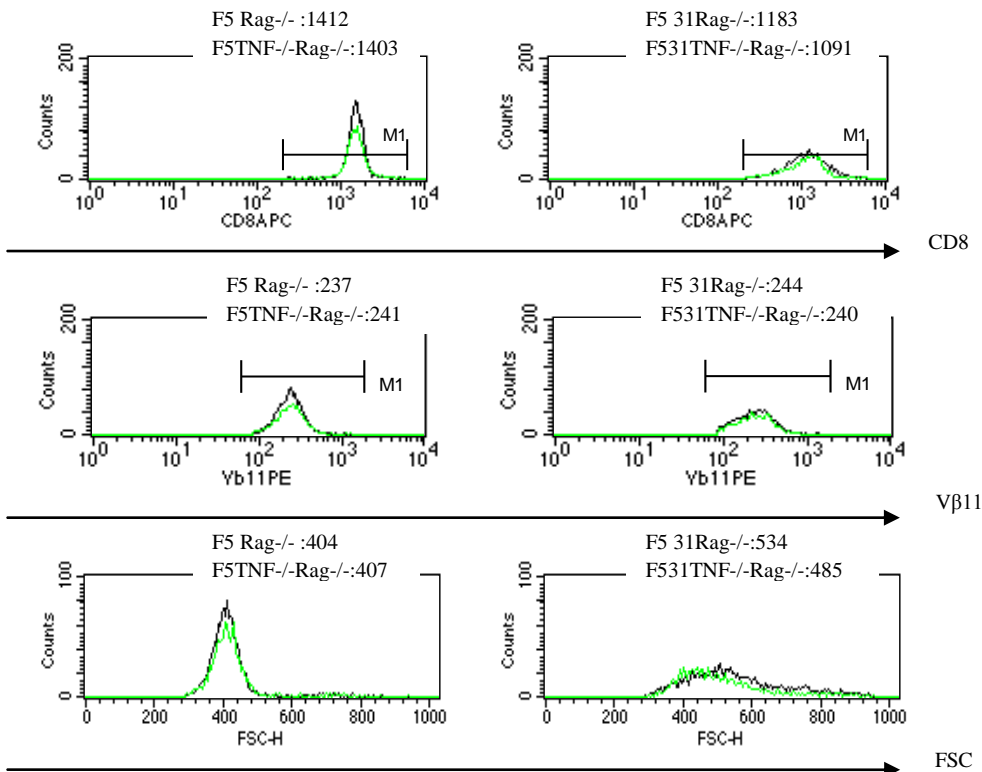 F5 Rag-/- :1412
F5TNF-/-Rag-/-:1403
200
Counts
0
M1
10^0 10^1 10^2 10^3 10^4
CD8APC
F5 31Rag-/-:1183
F531TNF-/-Rag-/-:1091
200
Counts
0
M1
10^0 10^1 10^2 10^3 10^4
CD8APC
CD8
F5 Rag-/- :237
F5TNF-/-Rag-/-:241
200
Counts
0
M1
10^0 10^1 10^2 10^3 10^4
Vb11PE
F5 31Rag-/-:244
F531TNF-/-Rag-/-:240
200
Counts
0
M1
10^0 10^1 10^2 10^3 10^4
Vb11PE
Vβ11
F5 Rag-/- :404
F5TNF-/-Rag-/-:407
100
Counts
0
0 200 400 600 800 1000
FSC-H
F5 31Rag-/-:534
F531TNF-/-Rag-/-:485
100
Counts
0
0 200 400 600 800 1000
FSC-H
FSC